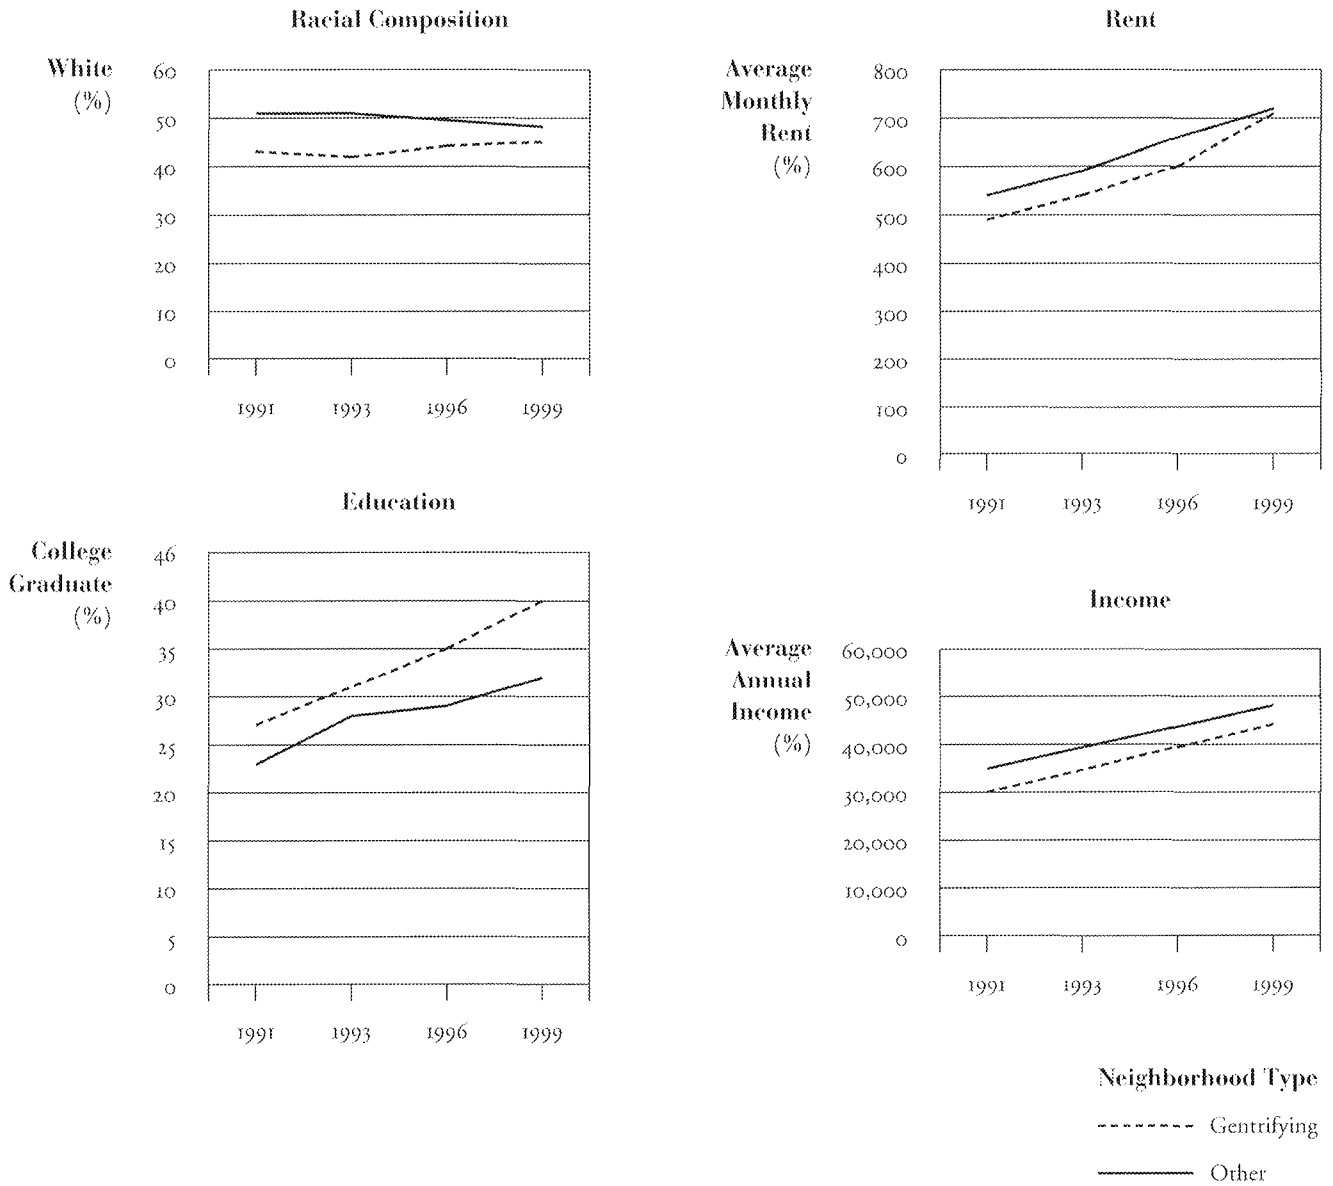 Racial Composition
White
(%)
60
50
40
30
20
10
0
1991 1993 1996 1999
Rent
Average
Monthly
Rent
(%)
800
700
600
500
400
300
200
100
0
1991 1993 1996 1999
Education
College
Graduate
(%)
46
40
35
30
25
20
15
10
5
0
1991 1993 1996 1999
Income
Average
Annual
Income
(%)
60,000
50,000
40,000
30,000
20,000
10,000
0
1991 1993 1996 1999
Neighborhood Type
Gentrifying
Other